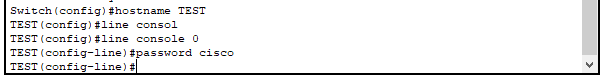 Switch(config)#hostname TEST
TEST(config)#line consol
TEST(config)#line console 0
TEST(config-line)#password cisco
TEST(config-line)#